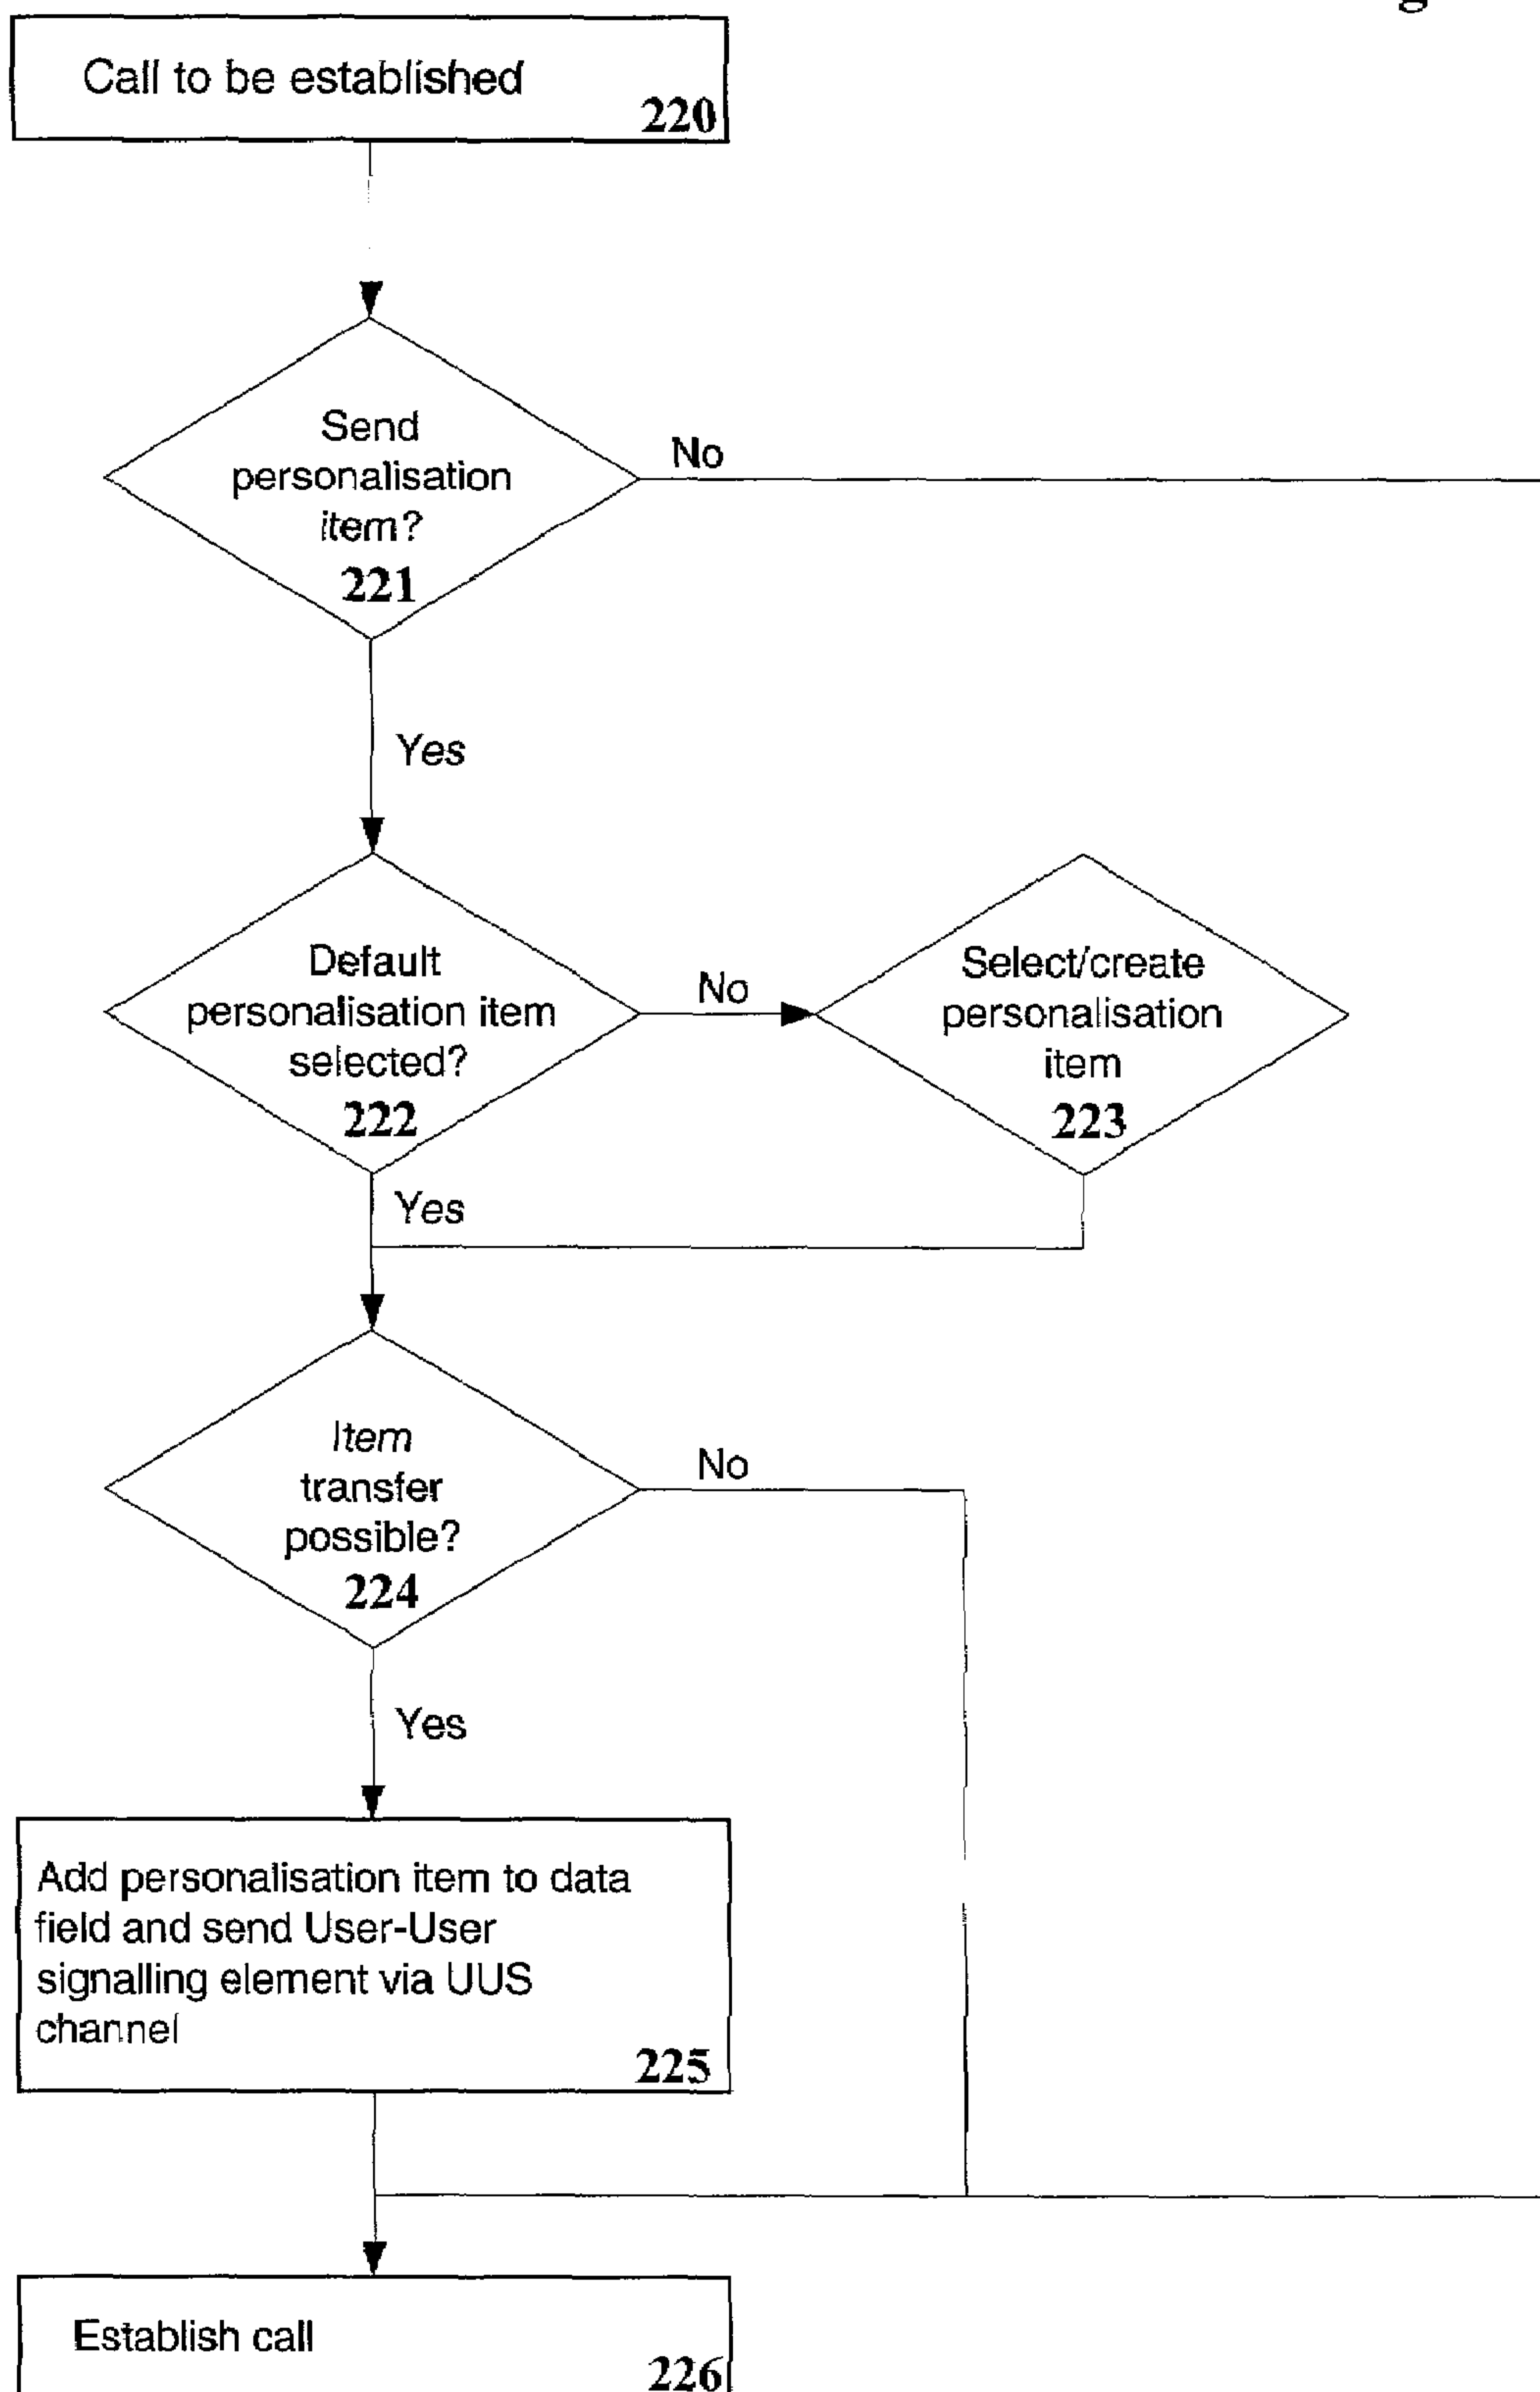 Call to be established
220
Send
personalisation
item?
221
No
Yes
Default
personalisation item
selected?
222
No
Select/create
personalisation
item
223
Yes
Item
transfer
possible?
224
No
Yes
Add personalisation item to data
field and send User-User
signalling element via UUS
channel
225
Establish call
226